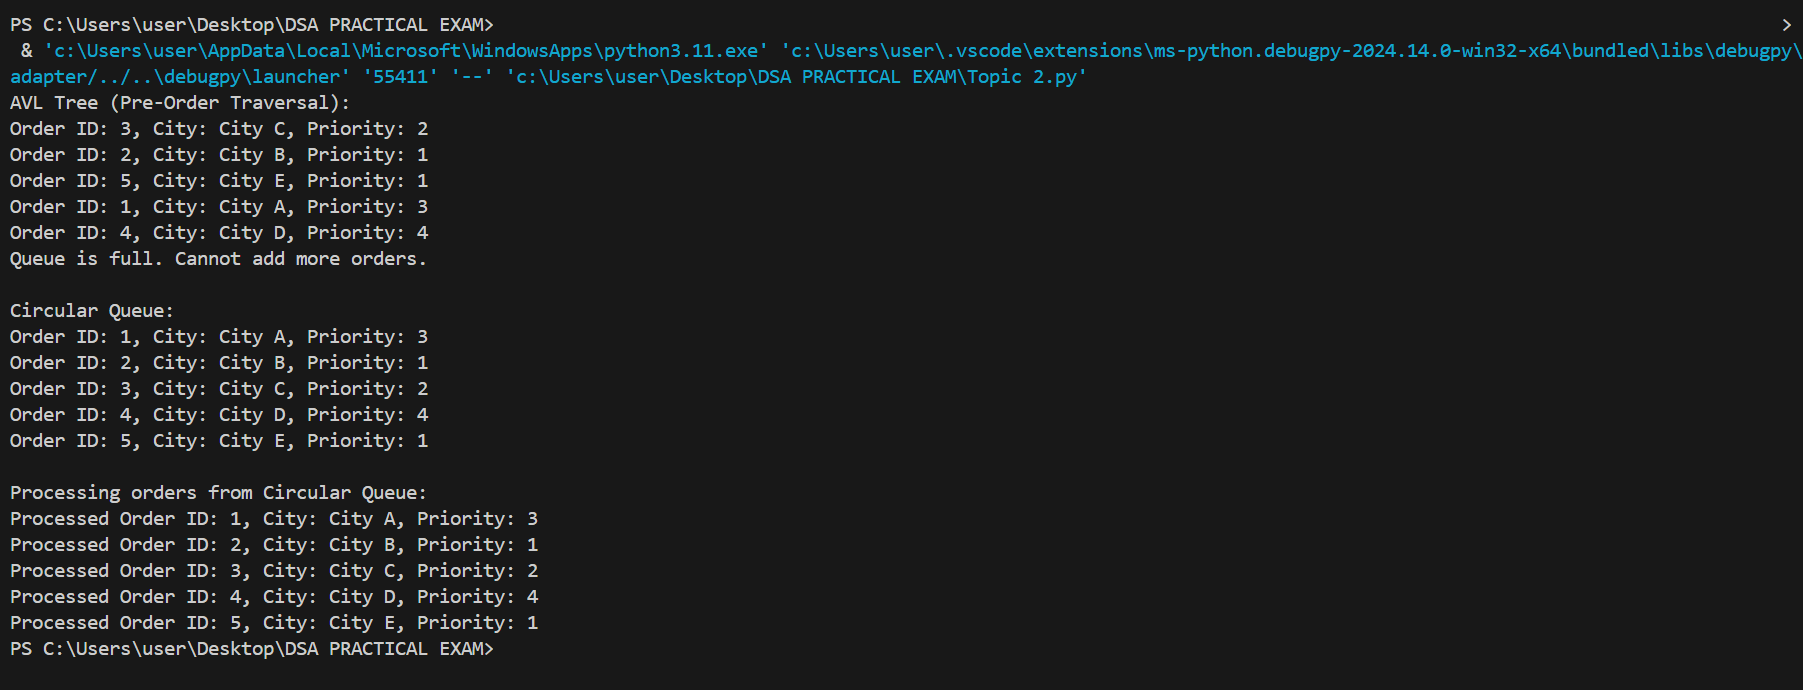 PS C:\Users\user\Desktop\DSA PRACTICAL EXAM> >
& 'c:\Users\user\AppData\Local\Microsoft\WindowsApps\python3.11.exe' 'c:\Users\user\.vscode\extensions\ms-python.debugpy-2024.14.0-win32-x64\bundled\libs\debugpy\
adapter/../..\debugpy\launcher' '55411' '--' 'c:\Users\user\Desktop\DSA PRACTICAL EXAM\Topic 2.py'
AVL Tree (Pre-Order Traversal):
Order ID: 3, City: City C, Priority: 2
Order ID: 2, City: City B, Priority: 1
Order ID: 5, City: City E, Priority: 1
Order ID: 1, City: City A, Priority: 3
Order ID: 4, City: City D, Priority: 4
Queue is full. Cannot add more orders.
Circular Queue:
Order ID: 1, City: City A, Priority: 3
Order ID: 2, City: City B, Priority: 1
Order ID: 3, City: City C, Priority: 2
Order ID: 4, City: City D, Priority: 4
Order ID: 5, City: City E, Priority: 1
Processing orders from Circular Queue:
Processed Order ID: 1, City: City A, Priority: 3
Processed Order ID: 2, City: City B, Priority: 1
Processed Order ID: 3, City: City C, Priority: 2
Processed Order ID: 4, City: City D, Priority: 4
Processed Order ID: 5, City: City E, Priority: 1
PS C:\Users\user\Desktop\DSA PRACTICAL EXAM>